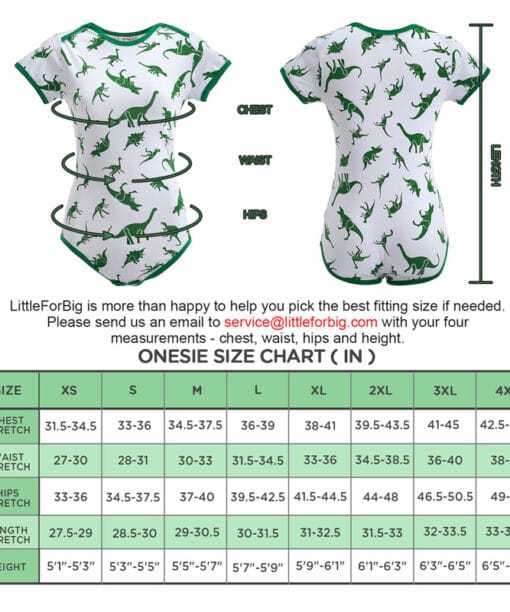 CHEST
WAIST
HIPS
LENGTH
LittleForBig is more than happy to help you pick the best fitting size if needed.
Please send us an email to service@littleforbig.com with your four
measurements - chest, waist, hips and height.
ONESIE SIZE CHART ( IN )
SIZE XS S M L XL 2XL 3XL 4X
HEST
RETCH 31.5-34.5 33-36 34.5-37.5 36-39 38-41 39.5-43.5 41-45 42.5-
VAIST
RETCH 27-30 28-31 30-33 31.5-34.5 33-36 34.5-38.5 36-40 38-
HIPS
RETCH 33-36 34.5-37.5 37-40 39.5-42.5 41.5-44.5 44-48 46.5-50.5 49-
NGTH
RETCH 27.5-29 28.5-30 29-30.5 30-31.5 31-32.5 31.5-33 32-33.5 33-3
EIGHT 5'1"-5'3" 5'3"-5'5" 5'5"-5'7" 5'7"-5'9" 5'9"-6'1" 6'1"-6'3" 6'3"-6'5" 6'5"-